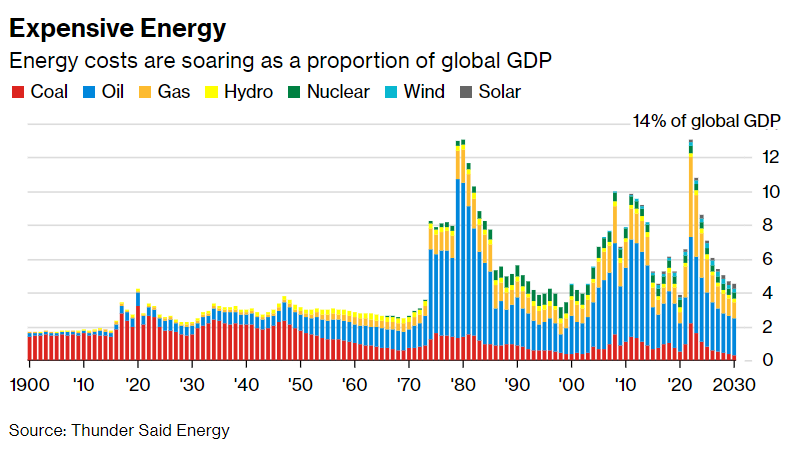 Expensive Energy
Energy costs are soaring as a proportion of global GDP
Coal Oil Gas Hydro Nuclear Wind Solar
14% of global GDP
12
10
8
6
4
2
0
1900 '10 '20 '30 '40 '50 '60 '70 '80 '90 '00 '10 '20 2030
Source: Thunder Said Energy